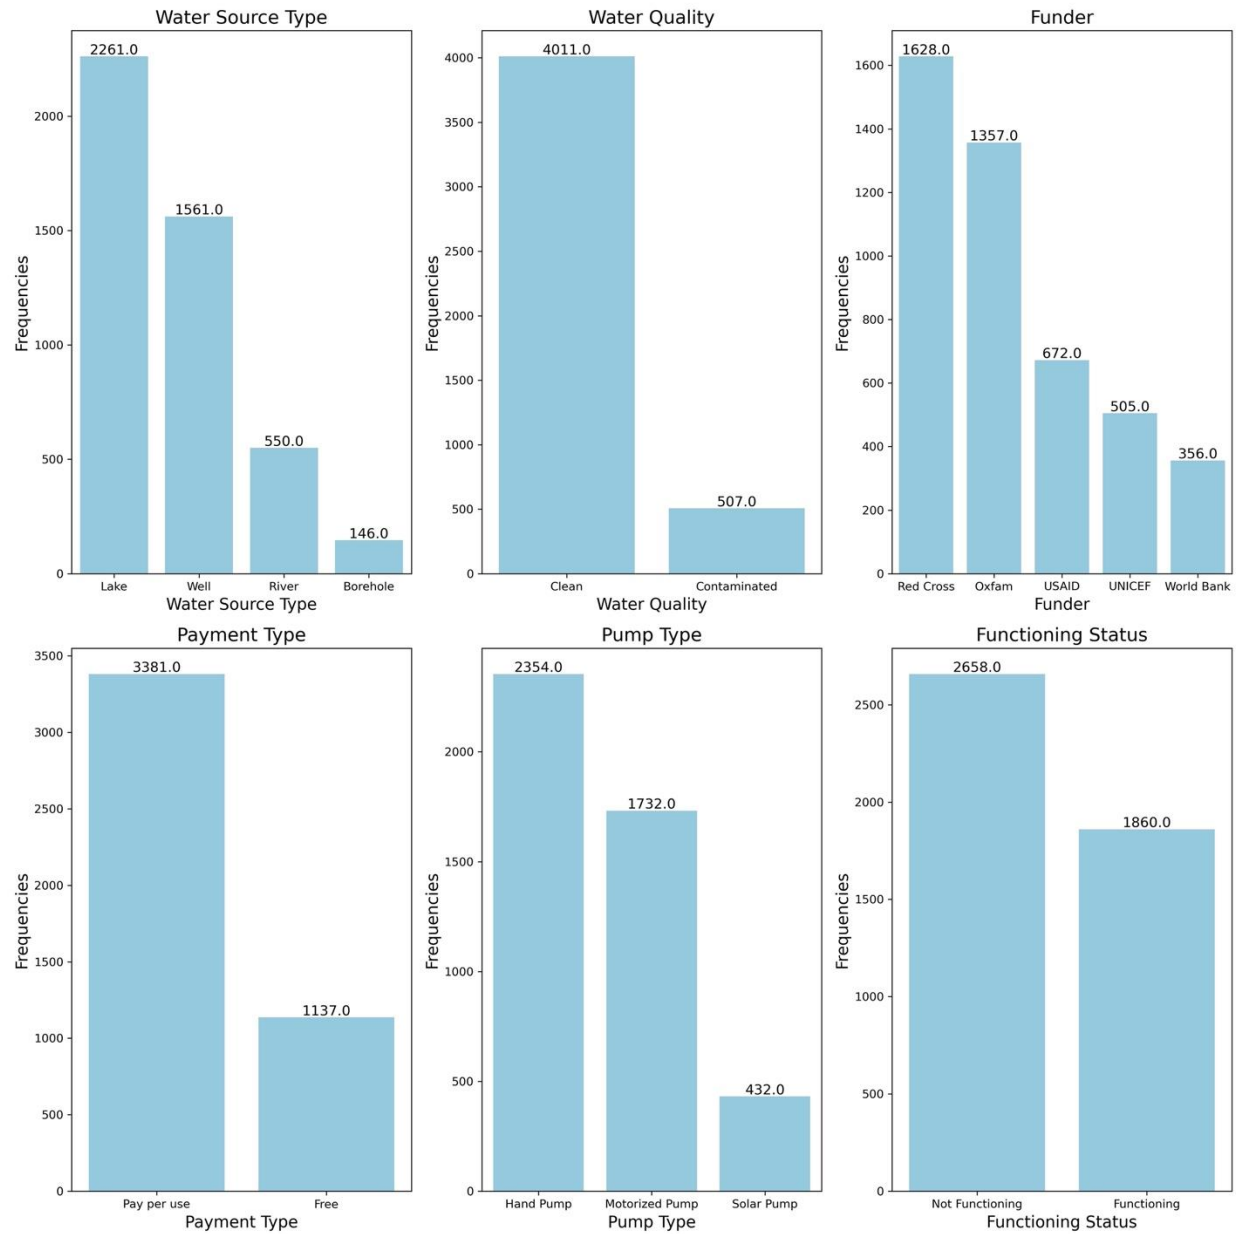 Water Source Type
2261.0
1561.0
550.0
146.0
2000
1500
1000
500
0
Frequencies
Lake Well River Borehole
Water Source Type
Water Quality
4011.0
507.0
4000
3500
3000
2500
2000
1500
1000
500
0
Frequencies
Clean Contaminated
Water Quality
Funder
1628.0
1357.0
672.0
505.0
356.0
1600
1400
1200
1000
800
600
400
200
0
Frequencies
Red Cross Oxfam USAID UNICEF World Bank
Funder
Payment Type
3381.0
1137.0
3500
3000
2500
2000
1500
1000
500
0
Frequencies
Pay per use Free
Payment Type
Pump Type
2354.0
1732.0
432.0
2000
1500
1000
500
0
Frequencies
Hand Pump Motorized Pump Solar Pump
Pump Type
Functioning Status
2658.0
1860.0
2500
2000
1500
1000
500
0
Frequencies
Not Functioning Functioning
Functioning Status